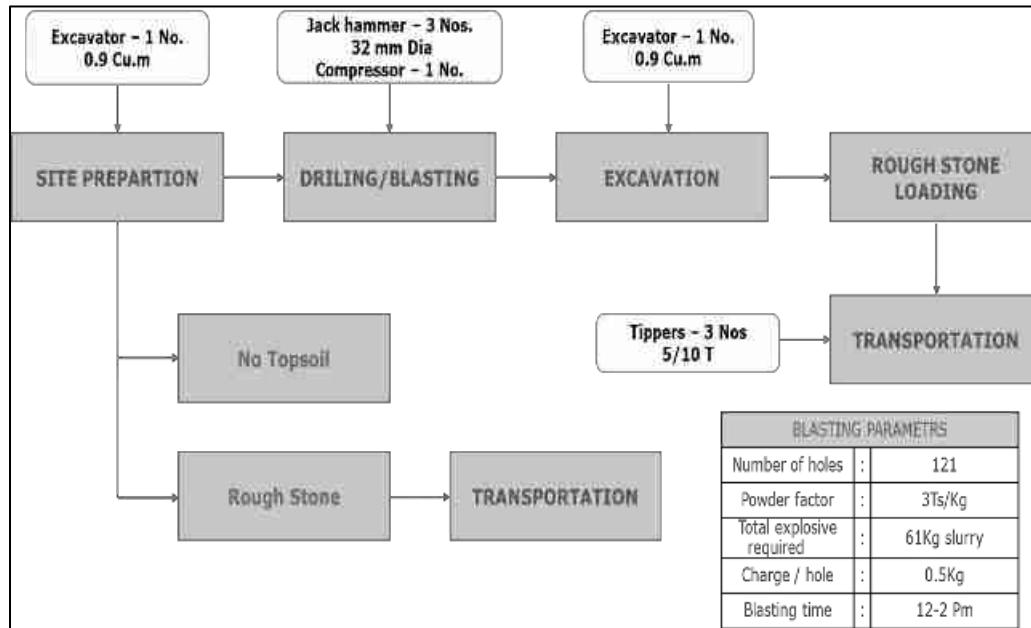 Excavator – 1 No.
0.9 Cu.m
Jack hammer – 3 Nos.
32 mm Dia
Compressor – 1 No.
Excavator – 1 No.
0.9 Cu.m
SITE PREPARTION
DRILING/BLASTING
EXCAVATION
ROUGH STONE
LOADING
No Topsoil
Tippers – 3 Nos
5/10 T
TRANSPORTATION
Rough Stone
TRANSPORTATION
BLASTING PARAMETRS
Number of holes : 121
Powder factor : 3Ts/Kg
Total explosive
required : 61Kg slurry
Charge / hole : 0.5Kg
Blasting time : 12-2 Pm